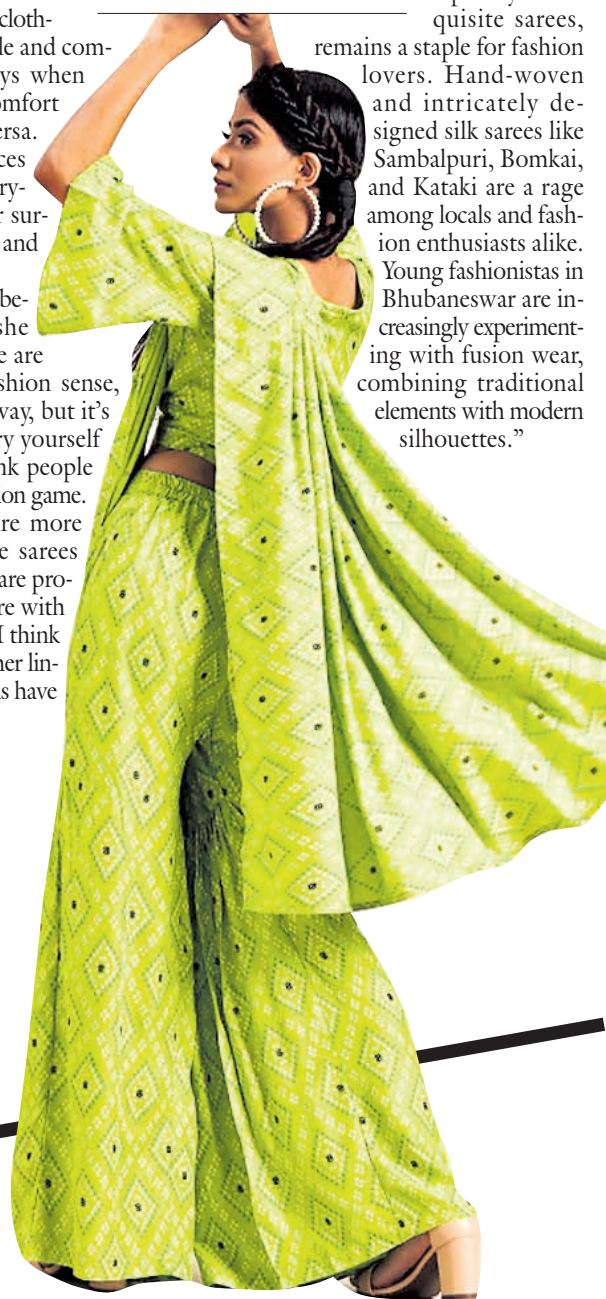 cloth-
le and com-
ys when
omfort
ersa.
ces
ry-
r sur-
and
be-
she
e are
shion sense,
way, but it's
ry yourself
nk people
ion game.
are more
e sarees
are pro-
re with
I think
her lin-
s have
quisite sarees,
remains a staple for fashion
lovers. Hand-woven
and intricately de-
signed silk sarees like
Sambalpuri, Bomkai,
and Kataki are a rage
among locals and fash-
ion enthusiasts alike.
Young fashionistas in
Bhubaneswar are in-
creasingly experiment-
ing with fusion wear,
combining traditional
elements with modern
silhouettes.”